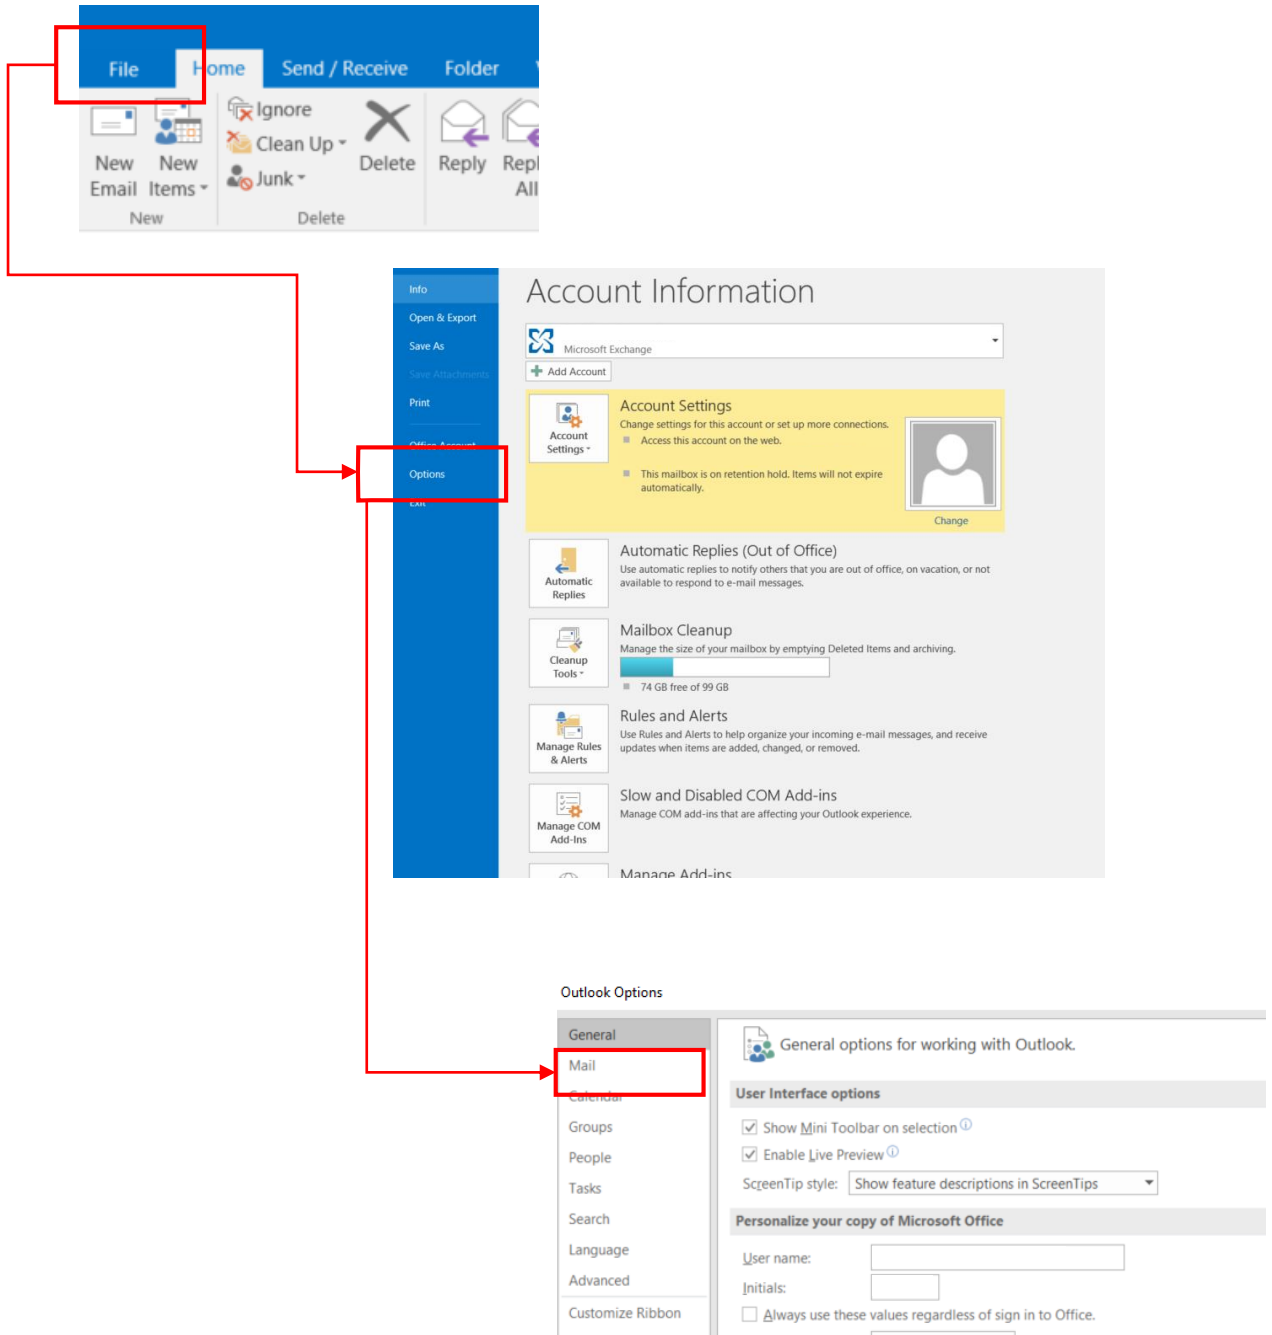 File Home Send / Receive Folder
Ignore
Clean Up
Junk
New Email
New Items
Delete
Reply
Reply All
New
Delete
Info
Open & Export
Save As
Save Attachments
Print
Office Account
Options
Exit
Account Information
Microsoft Exchange
Add Account
Account Settings
Account Settings
Change settings for this account or set up more connections.
Access this account on the web.
This mailbox is on retention hold. Items will not expire
automatically.
Change
Automatic Replies
Automatic Replies (Out of Office)
Use automatic replies to notify others that you are out of office, on vacation, or not
available to respond to e-mail messages.
Cleanup Tools
Mailbox Cleanup
Manage the size of your mailbox by emptying Deleted Items and archiving.
74 GB free of 99 GB
Manage Rules & Alerts
Rules and Alerts
Use Rules and Alerts to help organize your incoming e-mail messages, and receive
updates when items are added, changed, or removed.
Manage COM Add-Ins
Slow and Disabled COM Add-ins
Manage COM add-ins that are affecting your Outlook experience.
Manage Add-ins
Outlook Options
General
Mail
Calendar
Groups
People
Tasks
Search
Language
Advanced
Customize Ribbon
General options for working with Outlook.
User Interface options
Show Mini Toolbar on selection
Enable Live Preview
ScreenTip style: Show feature descriptions in ScreenTips
Personalize your copy of Microsoft Office
User name:
Initials:
Always use these values regardless of sign in to Office.